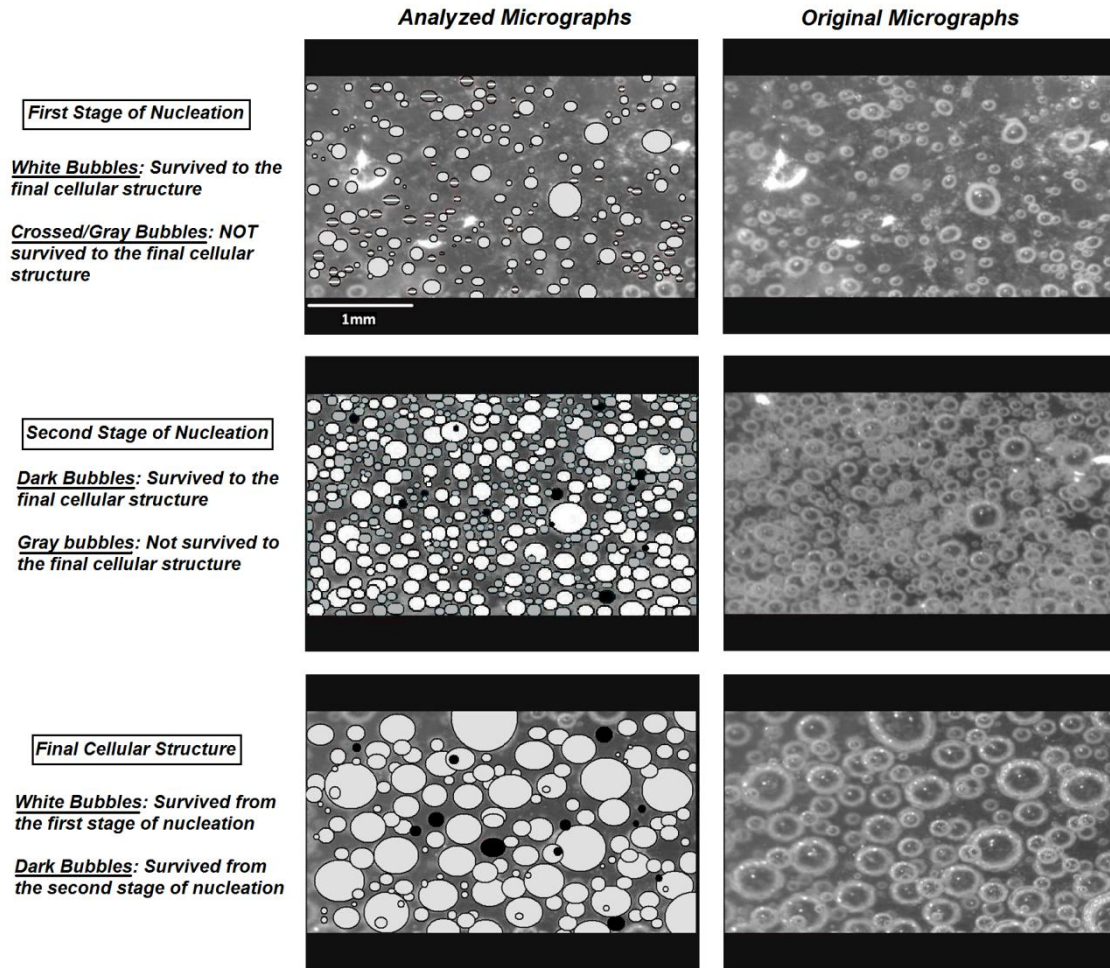 Analyzed Micrographs
Original Micrographs
First Stage of Nucleation
White Bubbles: Survived to the
final cellular structure
Crossed/Gray Bubbles: NOT
survived to the final cellular
structure
1mm
Second Stage of Nucleation
Dark Bubbles: Survived to the
final cellular structure
Gray bubbles: Not survived to
the final cellular structure
Final Cellular Structure
White Bubbles: Survived from
the first stage of nucleation
Dark Bubbles: Survived from
the second stage of nucleation